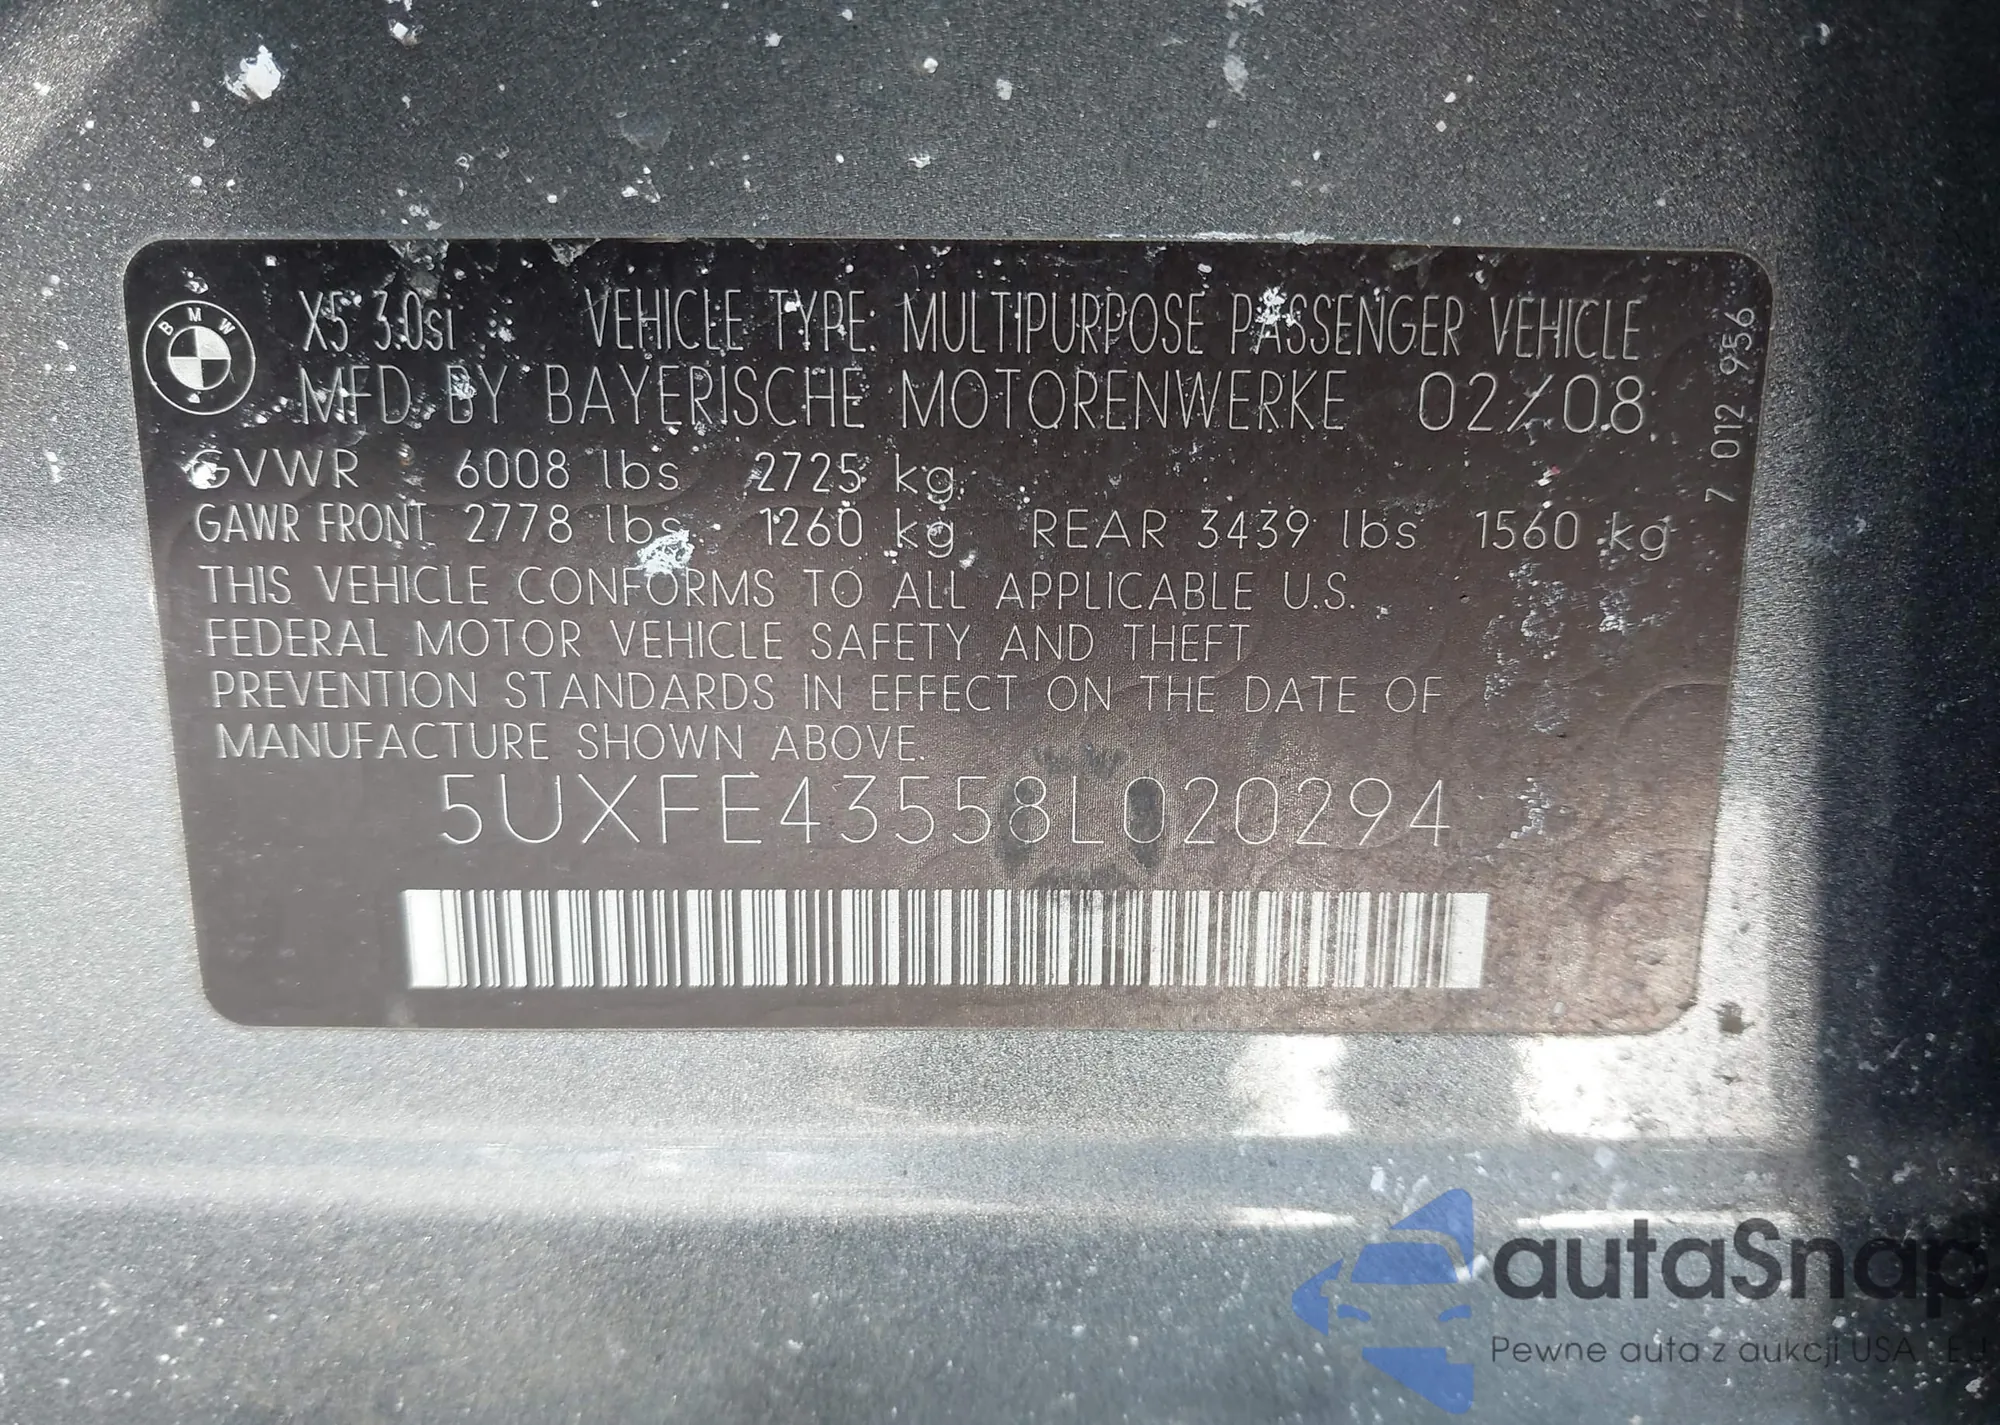 BMW
X5 3.0si VEHICLE TYPE: MULTIPURPOSE PASSENGER VEHICLE
MFD BY BAYERISCHE MOTORENWERKE 02/08
GVWR 6008 lbs 2725 kg
GAWR FRONT 2778 lbs 1260 kg REAR 3439 lbs 1560 kg
THIS VEHICLE CONFORMS TO ALL APPLICABLE U.S.
FEDERAL MOTOR VEHICLE SAFETY AND THEFT
PREVENTION STANDARDS IN EFFECT ON THE DATE OF
MANUFACTURE SHOWN ABOVE.
5UXFE43558L020294
7 012 956
autaSnap
Pewne auta z aukcji USA i EU